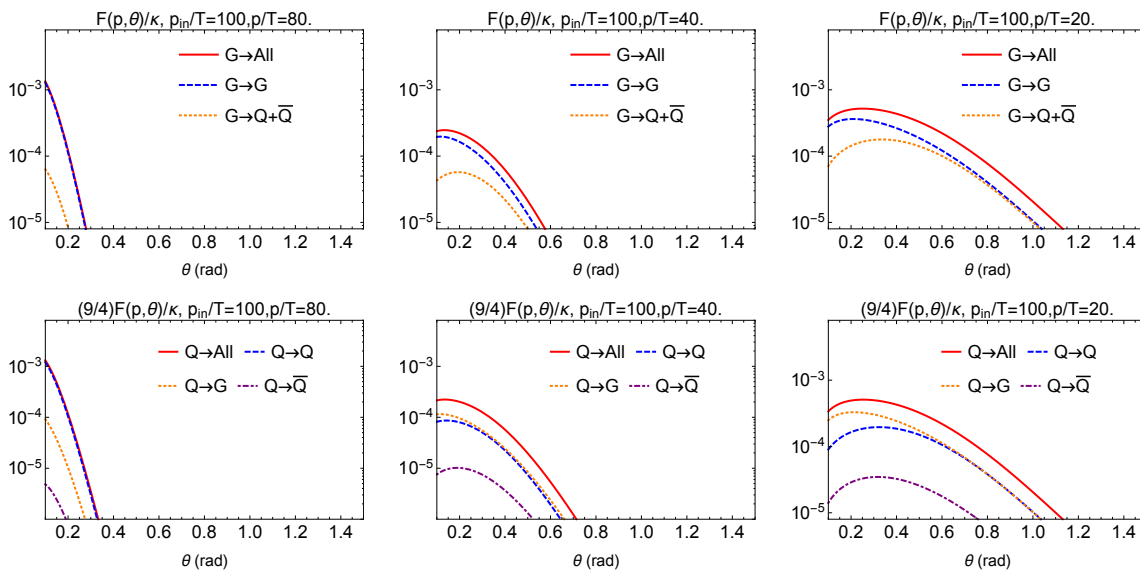 F(p,θ)/κ, p_in/T=100,p/T=80.
G→All
G→G
G→Q+Q̅
10⁻³
10⁻⁴
10⁻⁵
0.2 0.4 0.6 0.8 1.0 1.2 1.4
θ (rad)
F(p,θ)/κ, p_in/T=100,p/T=40.
G→All
G→G
G→Q+Q̅
10⁻³
10⁻⁴
10⁻⁵
0.2 0.4 0.6 0.8 1.0 1.2 1.4
θ (rad)
F(p,θ)/κ, p_in/T=100,p/T=20.
G→All
G→G
G→Q+Q̅
10⁻³
10⁻⁴
10⁻⁵
0.2 0.4 0.6 0.8 1.0 1.2 1.4
θ (rad)
(9/4)F(p,θ)/κ, p_in/T=100,p/T=80.
Q→All Q→Q
Q→G Q→Q̅
10⁻³
10⁻⁴
10⁻⁵
0.2 0.4 0.6 0.8 1.0 1.2 1.4
θ (rad)
(9/4)F(p,θ)/κ, p_in/T=100,p/T=40.
Q→All Q→Q
Q→G Q→Q̅
10⁻³
10⁻⁴
10⁻⁵
0.2 0.4 0.6 0.8 1.0 1.2 1.4
θ (rad)
(9/4)F(p,θ)/κ, p_in/T=100,p/T=20.
Q→All Q→Q
Q→G Q→Q̅
10⁻³
10⁻⁴
10⁻⁵
0.2 0.4 0.6 0.8 1.0 1.2 1.4
θ (rad)